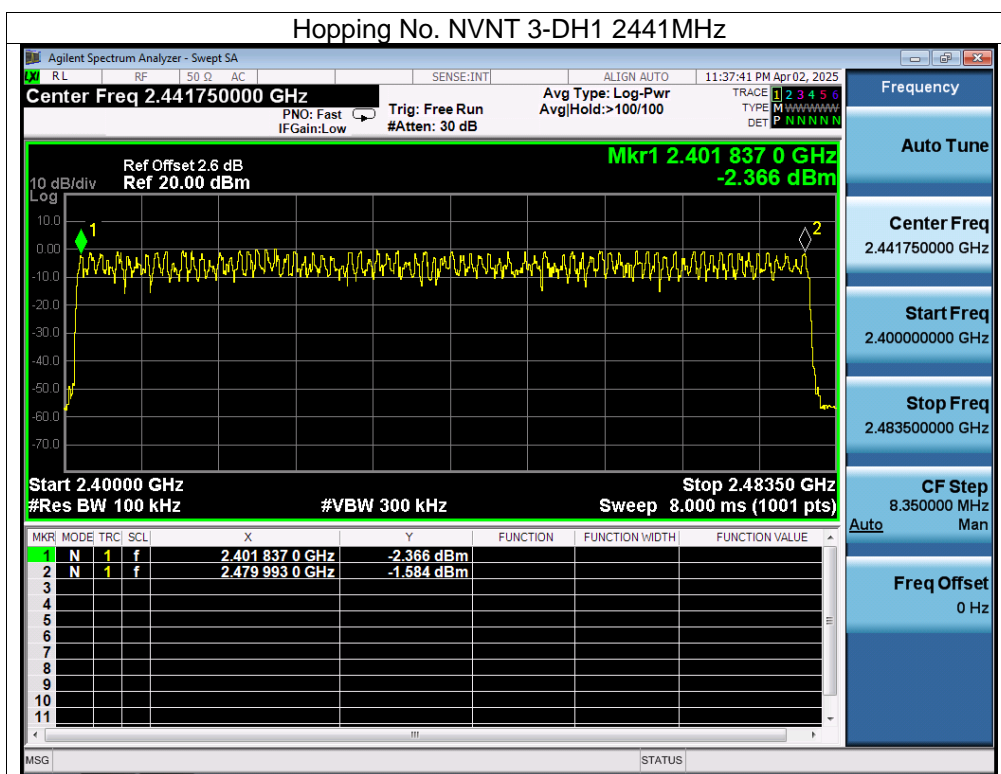 Hopping No. NVNT 3-DH1 2441MHz
Agilent Spectrum Analyzer - Swept SA
LXI RL RF 50 Ω AC SENSE:INT ALIGN AUTO 11:37:41 PM Apr 02, 2025
Center Freq 2.441750000 GHz
PNO: Fast
IFGain:Low
Trig: Free Run
#Atten: 30 dB
Avg Type: Log-Pwr
Avg|Hold:>100/100
TRACE 1 2 3 4 5 6
TYPE M WWWWW
DET P N N N N N
Ref Offset 2.6 dB
Ref 20.00 dBm
10 dB/div
Log
Mkr1 2.401 837 0 GHz
-2.366 dBm
10.0
0.00
-10.0
-20.0
-30.0
-40.0
-50.0
-60.0
-70.0
1
2
Start 2.40000 GHz Stop 2.48350 GHz
#Res BW 100 kHz #VBW 300 kHz Sweep 8.000 ms (1001 pts)
MKR MODE TRC SCL X Y FUNCTION FUNCTION WIDTH FUNCTION VALUE
1 N 1 f 2.401 837 0 GHz -2.366 dBm
2 N 1 f 2.479 993 0 GHz -1.584 dBm
3
4
5
6
7
8
9
10
11
MSG STATUS
Frequency
Auto Tune
Center Freq
2.441750000 GHz
Start Freq
2.400000000 GHz
Stop Freq
2.483500000 GHz
CF Step
8.350000 MHz
Auto Man
Freq Offset
0 Hz